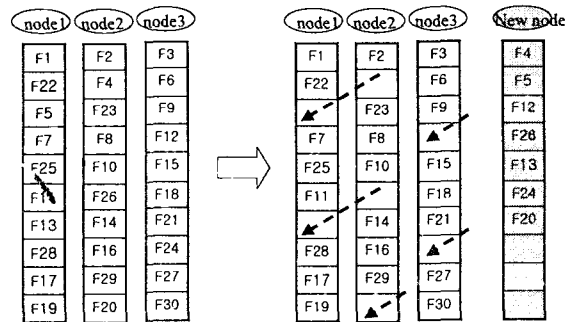 node1 node2 node3 node1 node2 node3 New node
F1 F2 F3 F1 F2 F3 F4
F22 F4 F6 F22 F6 F5
F5 F23 F9 F23 F9 F12
F7 F8 F12 F7 F8 F26
F25 F10 F15 F25 F10 F15 F13
F26 F18 F11 F18 F24
F13 F14 F21 F14 F21 F20
F28 F16 F24 F28 F16
F17 F29 F27 F17 F29 F27
F19 F20 F30 F19 F30